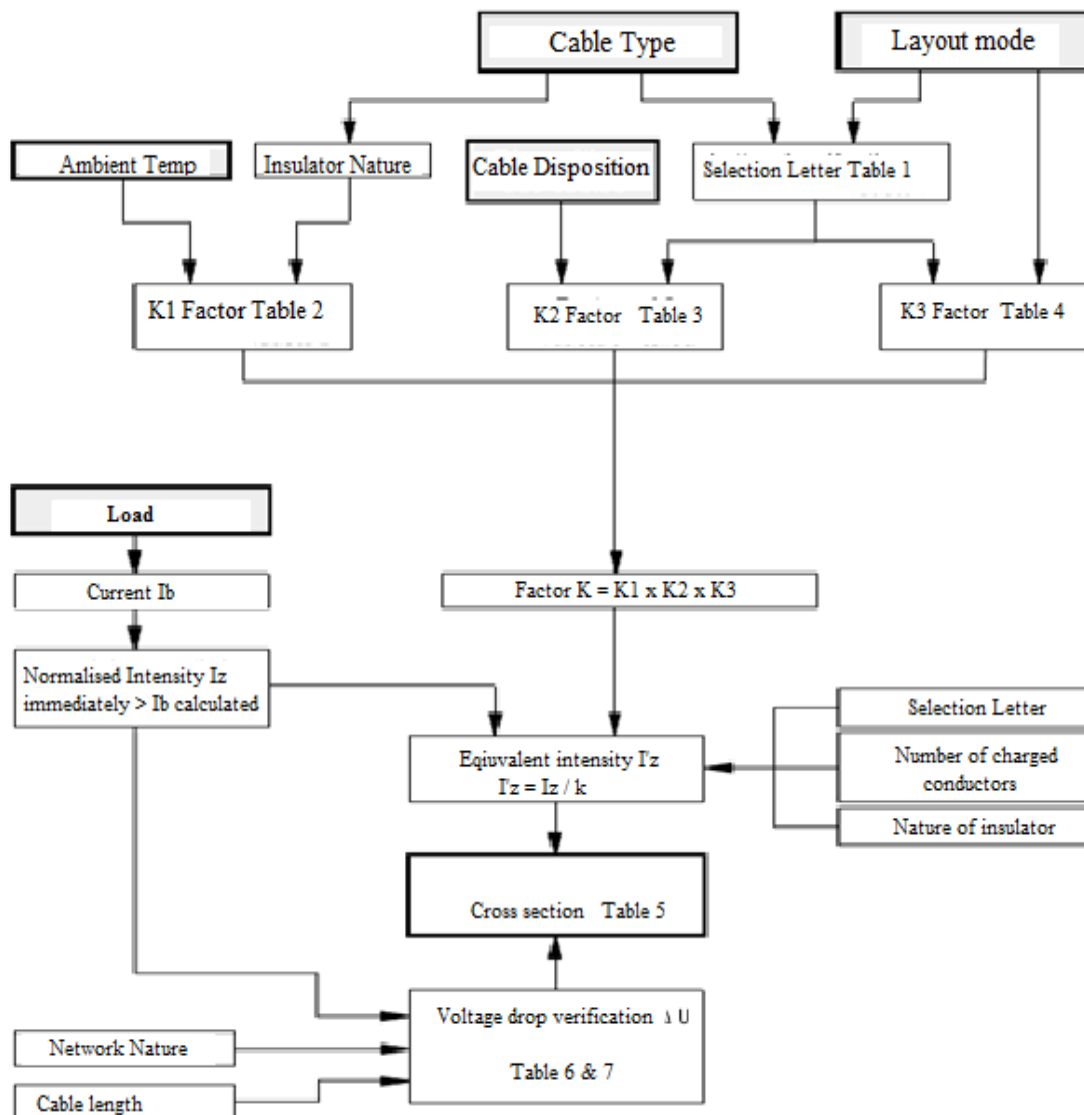 Cable Type
Layout mode
Ambient Temp
Insulator Nature
Cable Disposition
Selection Letter Table 1
K1 Factor Table 2
K2 Factor Table 3
K3 Factor Table 4
Load
Current Ib
Factor K = K1 x K2 x K3
Normalised Intensity Iz
immediately > Ib calculated
Selection Letter
Number of charged
conductors
Nature of insulator
Eqiuvalent intensity I'z
I'z = Iz / k
Cross section Table 5
Voltage drop verification Δ U
Table 6 & 7
Network Nature
Cable length